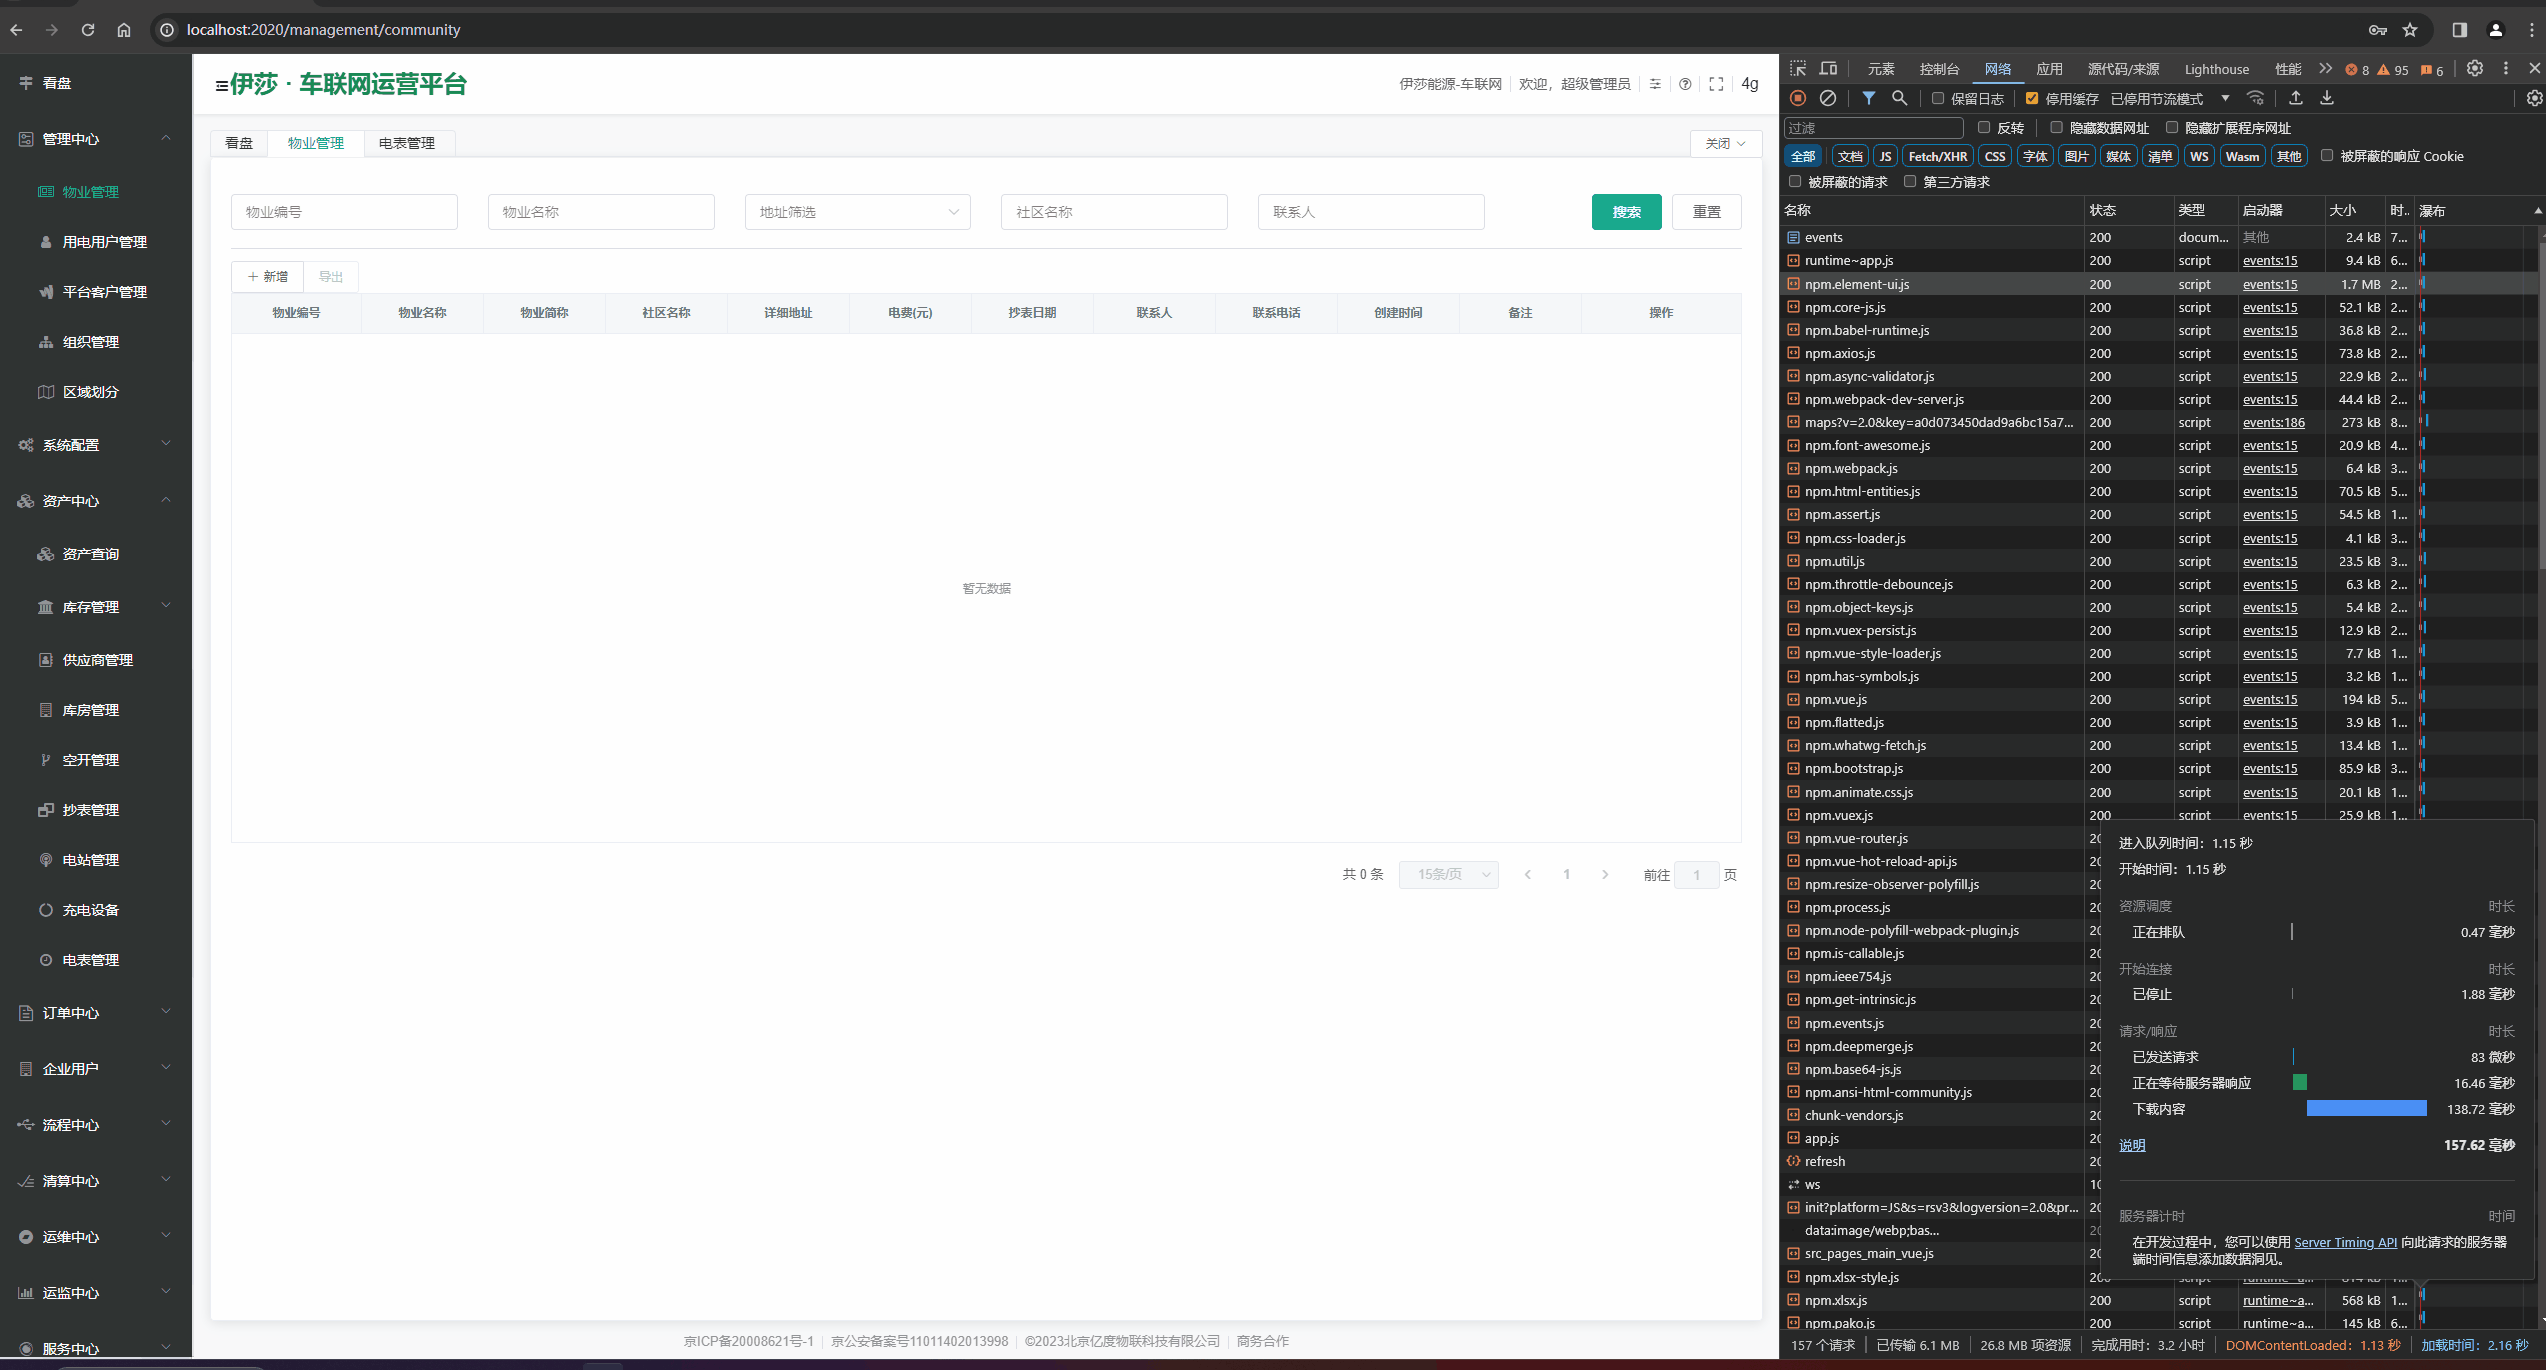 localhost:2020/management/community
看盘
管理中心
物业管理
用电用户管理
平台客户管理
组织管理
区域划分
系统配置
资产中心
资产查询
库存管理
供应商管理
库房管理
空开管理
抄表管理
电站管理
充电设备
电表管理
订单中心
企业用户
流程中心
清算中心
运维中心
运监中心
服务中心
伊莎 · 车联网运营平台
伊莎能源-车联网 欢迎，超级管理员 4g
看盘 物业管理 电表管理 关闭
物业编号 物业名称 地址筛选 社区名称 联系人 搜索 重置
新增 导出
物业编号 物业名称 物业简称 社区名称 详细地址 电费(元) 抄表日期 联系人 联系电话 创建时间 备注 操作
暂无数据
共 0 条 15条/页 1 前往 1 页
京ICP备20008621号-1 京公安备案号11011402013998 ©2023北京亿度物联科技有限公司 商务合作
元素 控制台 网络 应用 源代码/来源 Lighthouse 性能 8 95 6
保留日志 停用缓存 已停用节流模式
过滤 反转 隐藏数据网址 隐藏扩展程序网址
全部 文档 JS Fetch/XHR CSS 字体 图片 媒体 清单 WS Wasm 其他 被屏蔽的响应 Cookie
被屏蔽的请求 第三方请求
名称 状态 类型 启动器 大小 时.. 瀑布
events 200 docum... 其他 2.4 kB 7...
runtime~app.js 200 script events:15 9.4 kB 6...
npm.element-ui.js 200 script events:15 1.7 MB 2...
npm.core-js.js 200 script events:15 52.1 kB 2...
npm.babel-runtime.js 200 script events:15 36.8 kB 2...
npm.axios.js 200 script events:15 73.8 kB 2...
npm.async-validator.js 200 script events:15 22.9 kB 2...
npm.webpack-dev-server.js 200 script events:15 44.4 kB 2...
maps?v=2.0&key=a0d073450dad9a6bc15a7... 200 script events:186 273 kB 8...
npm.font-awesome.js 200 script events:15 20.9 kB 4...
npm.webpack.js 200 script events:15 6.4 kB 3...
npm.html-entities.js 200 script events:15 70.5 kB 5...
npm.assert.js 200 script events:15 54.5 kB 1...
npm.css-loader.js 200 script events:15 4.1 kB 3...
npm.util.js 200 script events:15 23.5 kB 3...
npm.throttle-debounce.js 200 script events:15 6.3 kB 2...
npm.object-keys.js 200 script events:15 5.4 kB 2...
npm.vuex-persist.js 200 script events:15 12.9 kB 2...
npm.vue-style-loader.js 200 script events:15 7.7 kB 1...
npm.has-symbols.js 200 script events:15 3.2 kB 1...
npm.vue.js 200 script events:15 194 kB 5...
npm.flatted.js 200 script events:15 3.9 kB 1...
npm.whatwg-fetch.js 200 script events:15 13.4 kB 1...
npm.bootstrap.js 200 script events:15 85.9 kB 3...
npm.animate.css.js 200 script events:15 20.1 kB 1...
npm.vuex.js 200 script events:15 25.9 kB 1...
npm.vue-router.js 20
npm.vue-hot-reload-api.js 20
npm.resize-observer-polyfill.js 20
npm.process.js 20
npm.node-polyfill-webpack-plugin.js 20
npm.is-callable.js 20
npm.ieee754.js 20
npm.get-intrinsic.js 20
npm.events.js 20
npm.deepmerge.js 20
npm.base64-js.js 20
npm.ansi-html-community.js 20
chunk-vendors.js 20
app.js 20
refresh 20
ws 10
init?platform=JS&s=rsv3&logversion=2.0&pr... 20
data:image/webp;bas... 20
src_pages_main_vue.js 20
npm.xlsx-style.js 200 script runtime~a...
npm.xlsx.js 200 script runtime~a... 568 kB 1...
npm.pako.js 200 script runtime~a... 145 kB 6...
进入队列时间：1.15 秒
开始时间：1.15 秒
资源调度 时长
正在排队 0.47 毫秒
开始连接 时长
已停止 1.88 毫秒
请求/响应 时长
已发送请求 83 微秒
正在等待服务器响应 16.46 毫秒
下载内容 138.72 毫秒
说明 157.62 毫秒
服务器计时 时间
在开发过程中，您可以使用 Server Timing API 向此请求的服务器
端时间信息添加数据洞见。
157 个请求 已传输 6.1 MB 26.8 MB 项资源 完成用时：3.2 小时 DOMContentLoaded：1.13 秒 加载时间：2.16 秒